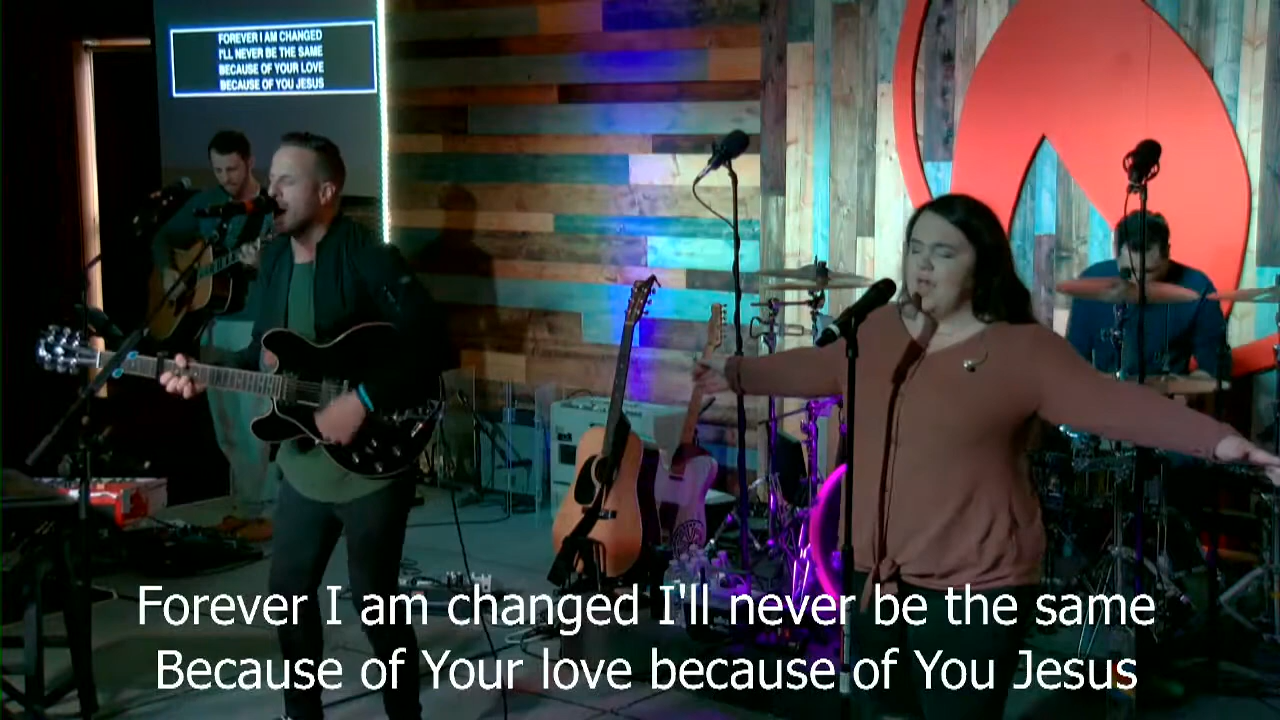 FOREVER I AM CHANGED
I'LL NEVER BE THE SAME
BECAUSE OF YOUR LOVE
BECAUSE OF YOU JESUS
Forever I am changed I'll never be the same
Because of Your love because of You Jesus